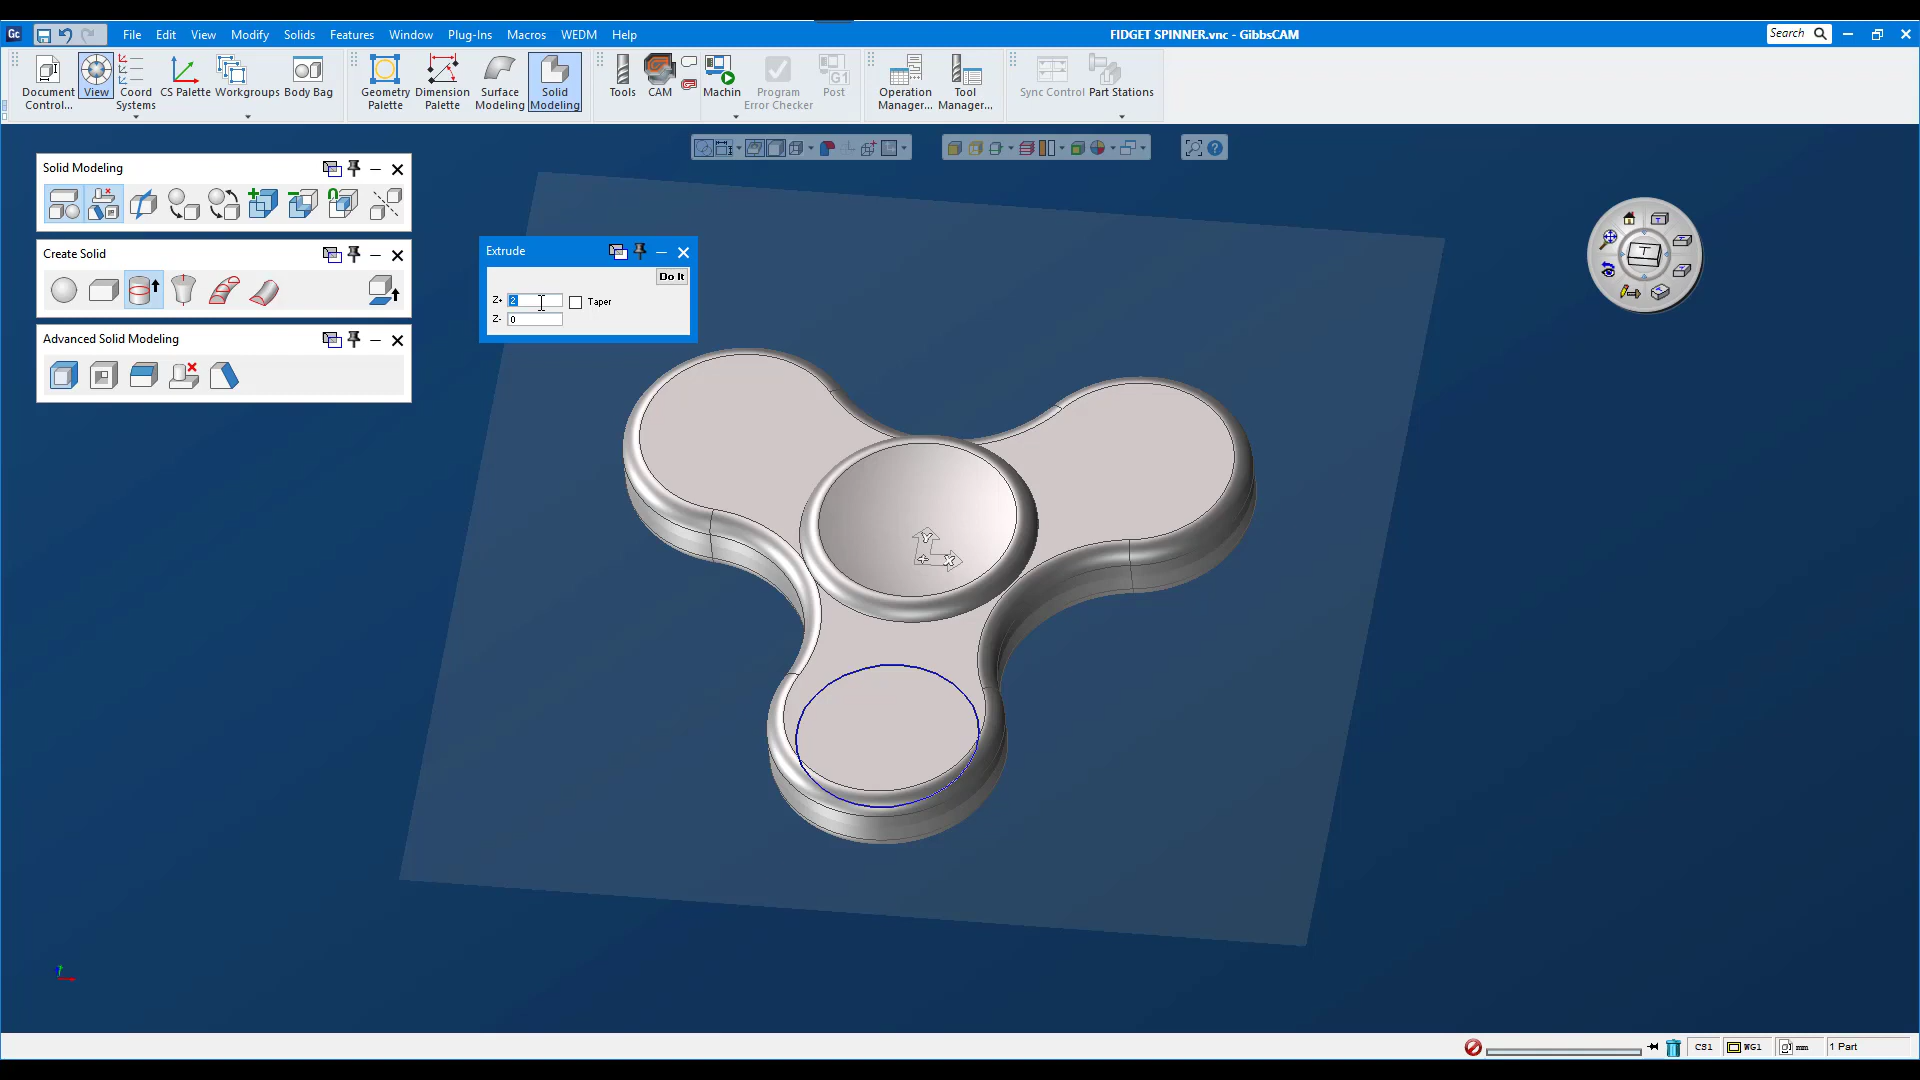 Gc File Edit View Modify Solids Features Window Plug-Ins Macros WEDM Help FIDGET SPINNER.vnc - GibbsCAM Search
Document Control...
View
Coord Systems
CS Palette
Workgroups
Body Bag
Geometry Palette
Dimension Palette
Surface Modeling
Solid Modeling
Tools
CAM
Machin
Program Error Checker
G1
Post
Operation Manager...
Tool Manager...
Sync Control
Part Stations
Solid Modeling
Create Solid
Advanced Solid Modeling
Extrude
Do It
Z+ 2 Taper
Z- 0
T
T
Y
X
CS1 WG1 mm 1 Part